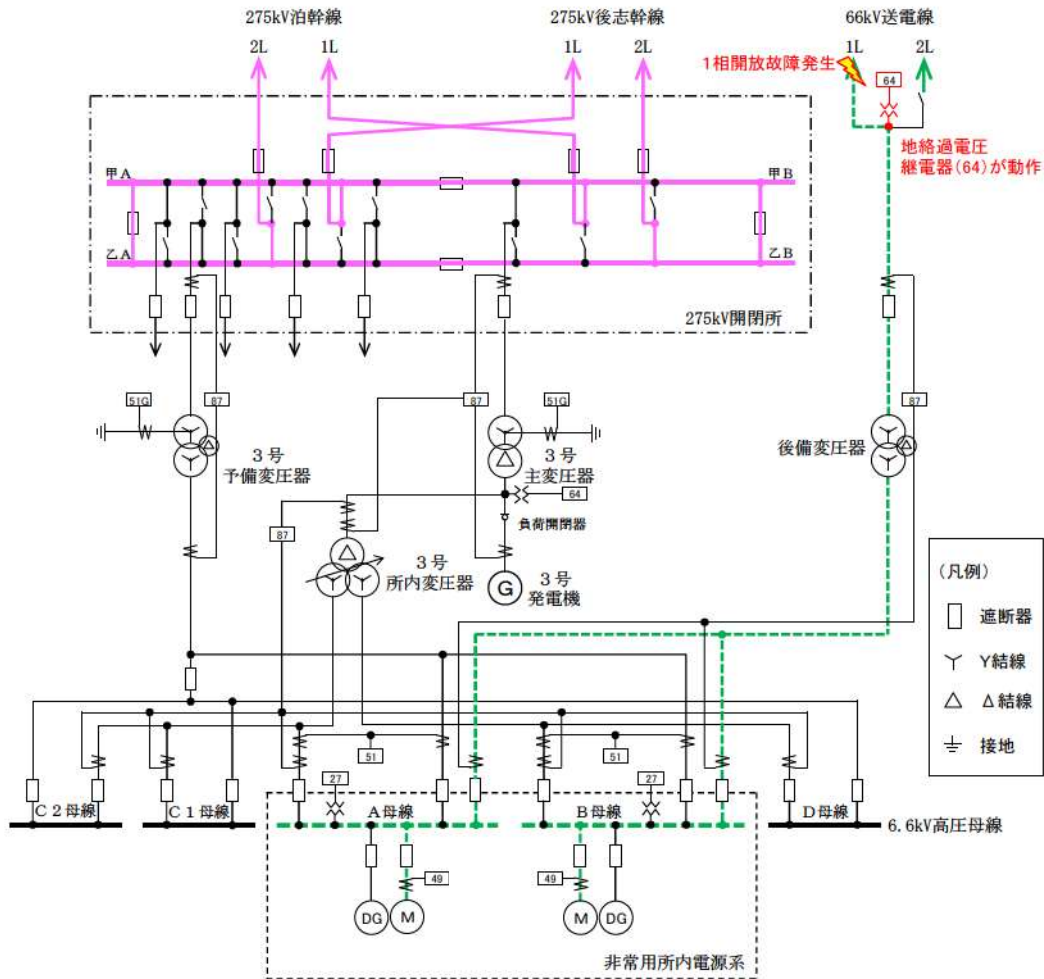 275kV泊幹線
275kV後志幹線
66kV送電線
2L
1L
1L
2L
1L
2L
1相開放故障発生
64
地絡過電圧
継電器(64)が動作
甲A
甲B
乙A
乙B
275kV開閉所
51G
87
87
51G
87
3号
予備変圧器
3号
主変圧器
後備変圧器
64
負荷開閉器
87
3号
所内変圧器
G
3号
発電機
(凡例)
遮断器
Y結線
Δ結線
接地
51
51
27
27
C2母線
C1母線
A母線
B母線
D母線
6.6kV高圧母線
49
49
DG
M
M
DG
非常用所内電源系